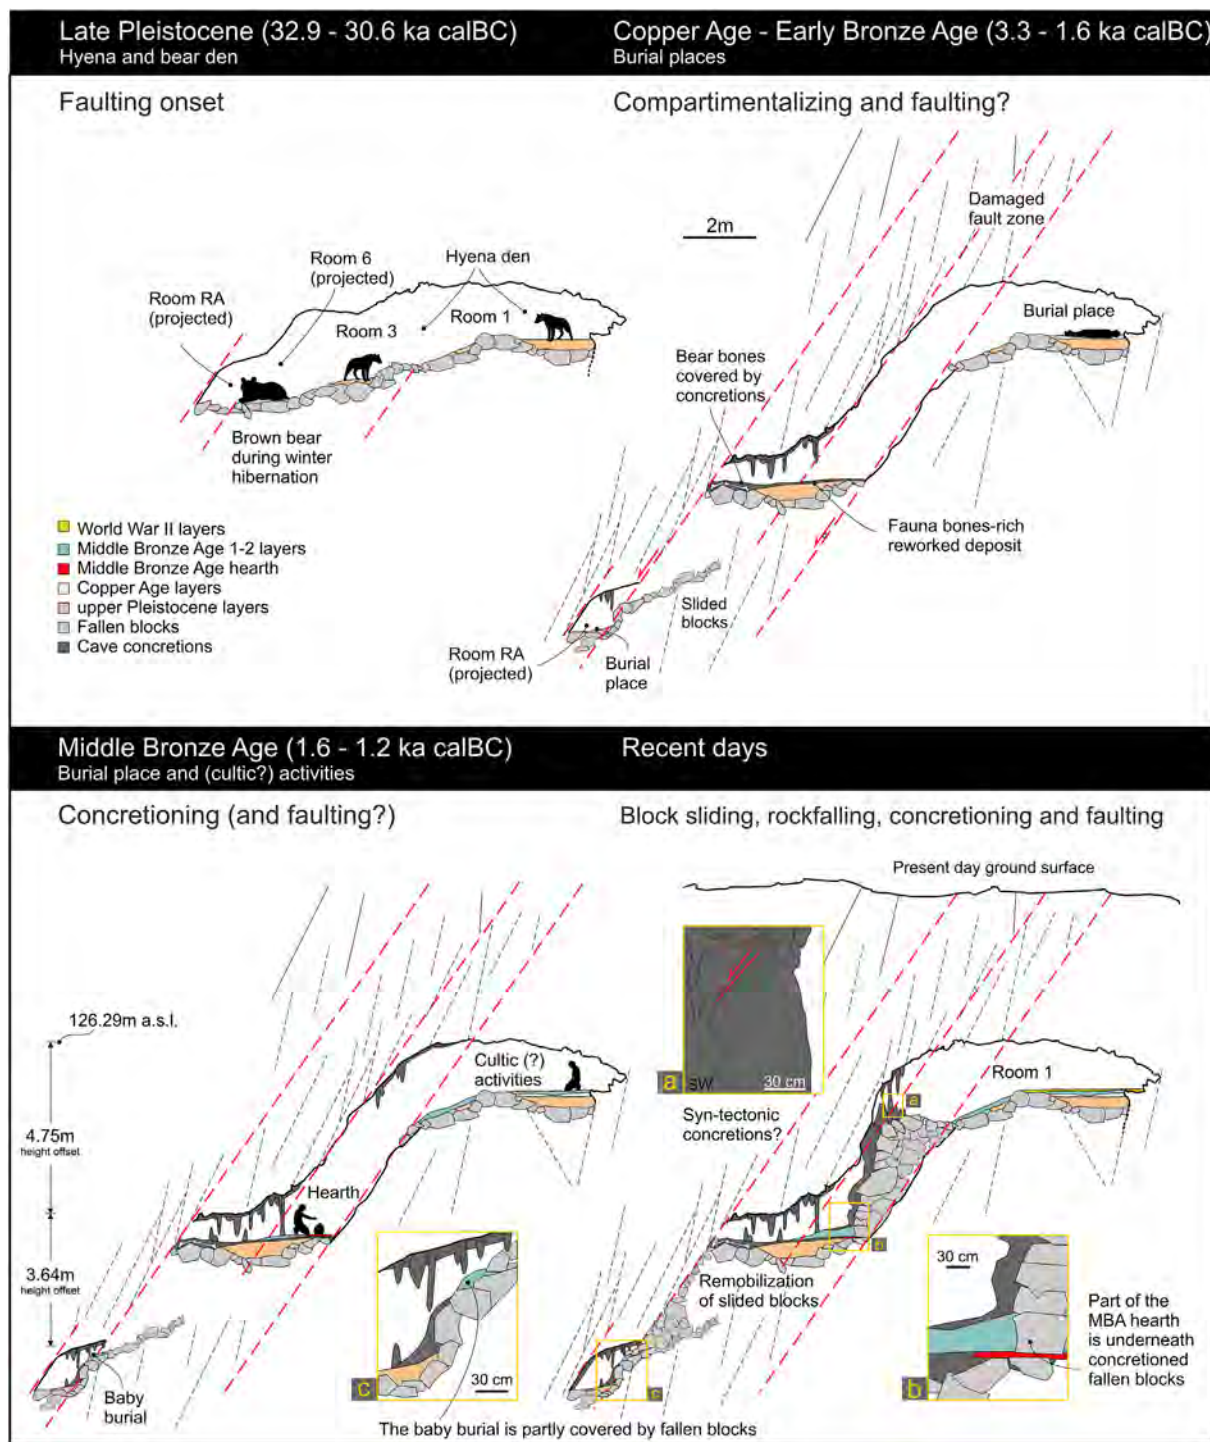 Late Pleistocene (32.9 - 30.6 ka calBC)
Hyena and bear den
Faulting onset
Room 6
(projected)
Hyena den
Room RA
(projected)
Room 3
Room 1
Brown bear
during winter
hibernation
World War II layers
Middle Bronze Age 1-2 layers
Middle Bronze Age hearth
Copper Age layers
upper Pleistocene layers
Fallen blocks
Cave concretions
Copper Age - Early Bronze Age (3.3 - 1.6 ka calBC)
Burial places
Compartimentalizing and faulting?
2m
Damaged
fault zone
Burial place
Bear bones
covered by
concretions
Fauna bones-rich
reworked deposit
Slided
blocks
Room RA
(projected)
Burial
place
Middle Bronze Age (1.6 - 1.2 ka calBC)
Burial place and (cultic?) activities
Concretioning (and faulting?)
126.29m a.s.l.
Cultic (?)
activities
4.75m
height offset
Hearth
3.64m
height offset
Baby
burial
c
30 cm
The baby burial is partly covered by fallen blocks
Recent days
Block sliding, rockfalling, concretioning and faulting
Present day ground surface
a
SW
30 cm
Room 1
a
Syn-tectonic
concretions?
Remobilization
of slided blocks
c
30 cm
b
Part of the
MBA hearth
is underneath
concretioned
fallen blocks